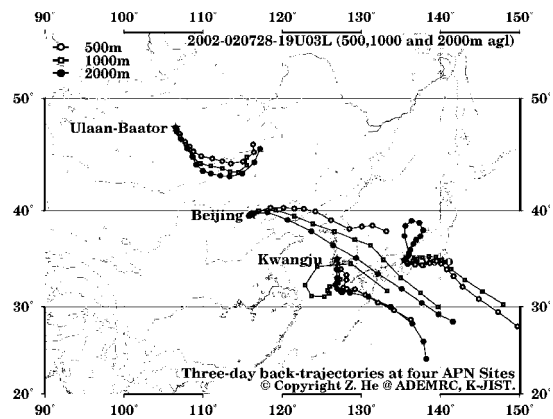 90° 100° 110° 120° 130° 140° 150°
2002-020728-19U03L (500,1000 and 2000m agl)
500m
1000m
2000m
50° 50°
Ulaan-Baator
40° 40°
Beijing
Kwangju
30° 30°
Three-day back-trajectories at four APN Sites
© Copyright Z. He @ ADEMRC, K-JIST.
20° 20°
90° 100° 110° 120° 130° 140° 150°